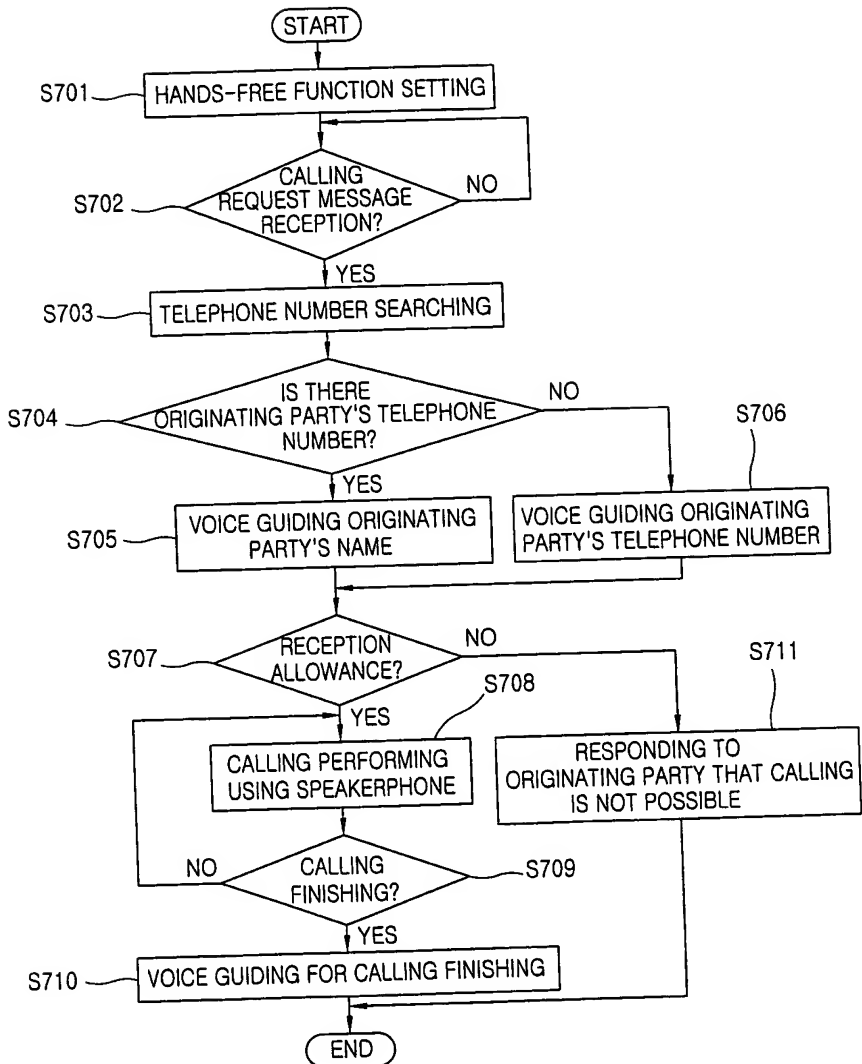 START
S701
HANDS-FREE FUNCTION SETTING
S702
CALLING
REQUEST MESSAGE
RECEPTION?
NO
YES
S703
TELEPHONE NUMBER SEARCHING
S704
IS THERE
ORIGINATING PARTY'S TELEPHONE
NUMBER?
NO
S706
YES
S705
VOICE GUIDING ORIGINATING
PARTY'S NAME
VOICE GUIDING ORIGINATING
PARTY'S TELEPHONE NUMBER
S707
RECEPTION
ALLOWANCE?
NO
S711
YES
S708
CALLING PERFORMING
USING SPEAKERPHONE
RESPONDING TO
ORIGINATING PARTY THAT CALLING
IS NOT POSSIBLE
NO
CALLING
FINISHING?
S709
YES
S710
VOICE GUIDING FOR CALLING FINISHING
END